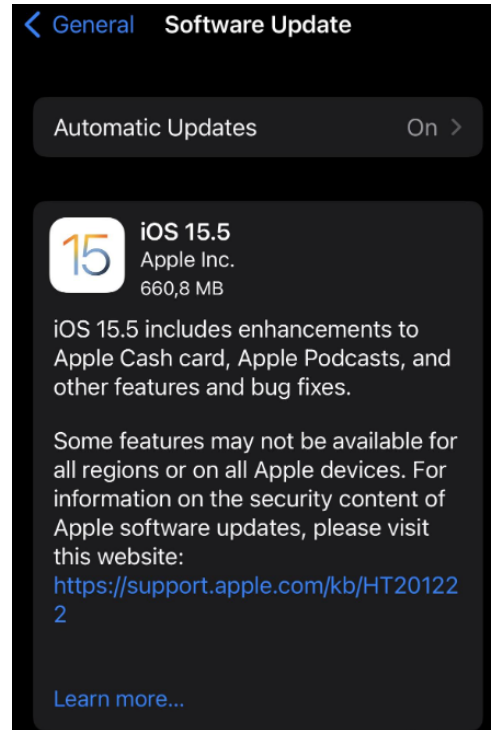 General Software Update
Automatic Updates On
15 iOS 15.5
Apple Inc.
660,8 MB
iOS 15.5 includes enhancements to
Apple Cash card, Apple Podcasts, and
other features and bug fixes.
Some features may not be available for
all regions or on all Apple devices. For
information on the security content of
Apple software updates, please visit
this website:
https://support.apple.com/kb/HT20122
2
Learn more...